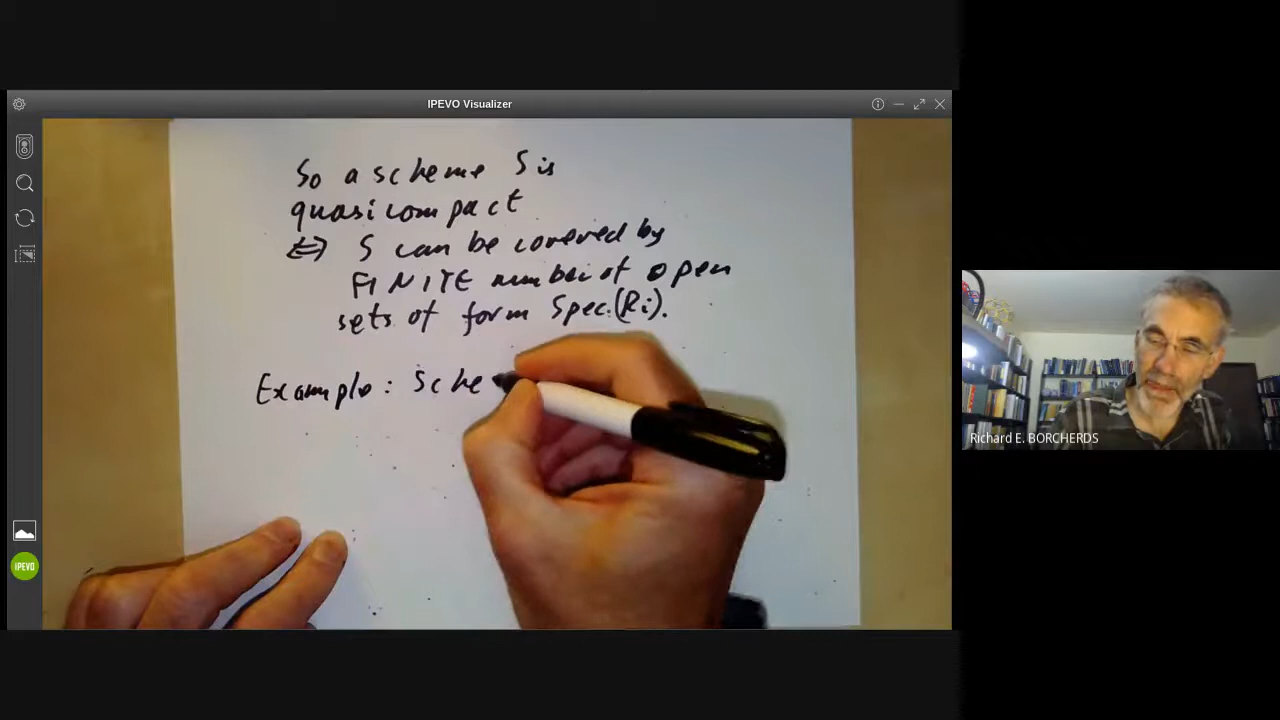 IPEVO Visualizer
So a scheme S is
quasicompact
⇔ S can be covered by
FINITE number of open
sets of form Spec(Ri).
Example: Sche
Richard E. BORCHERDS
iPEVO